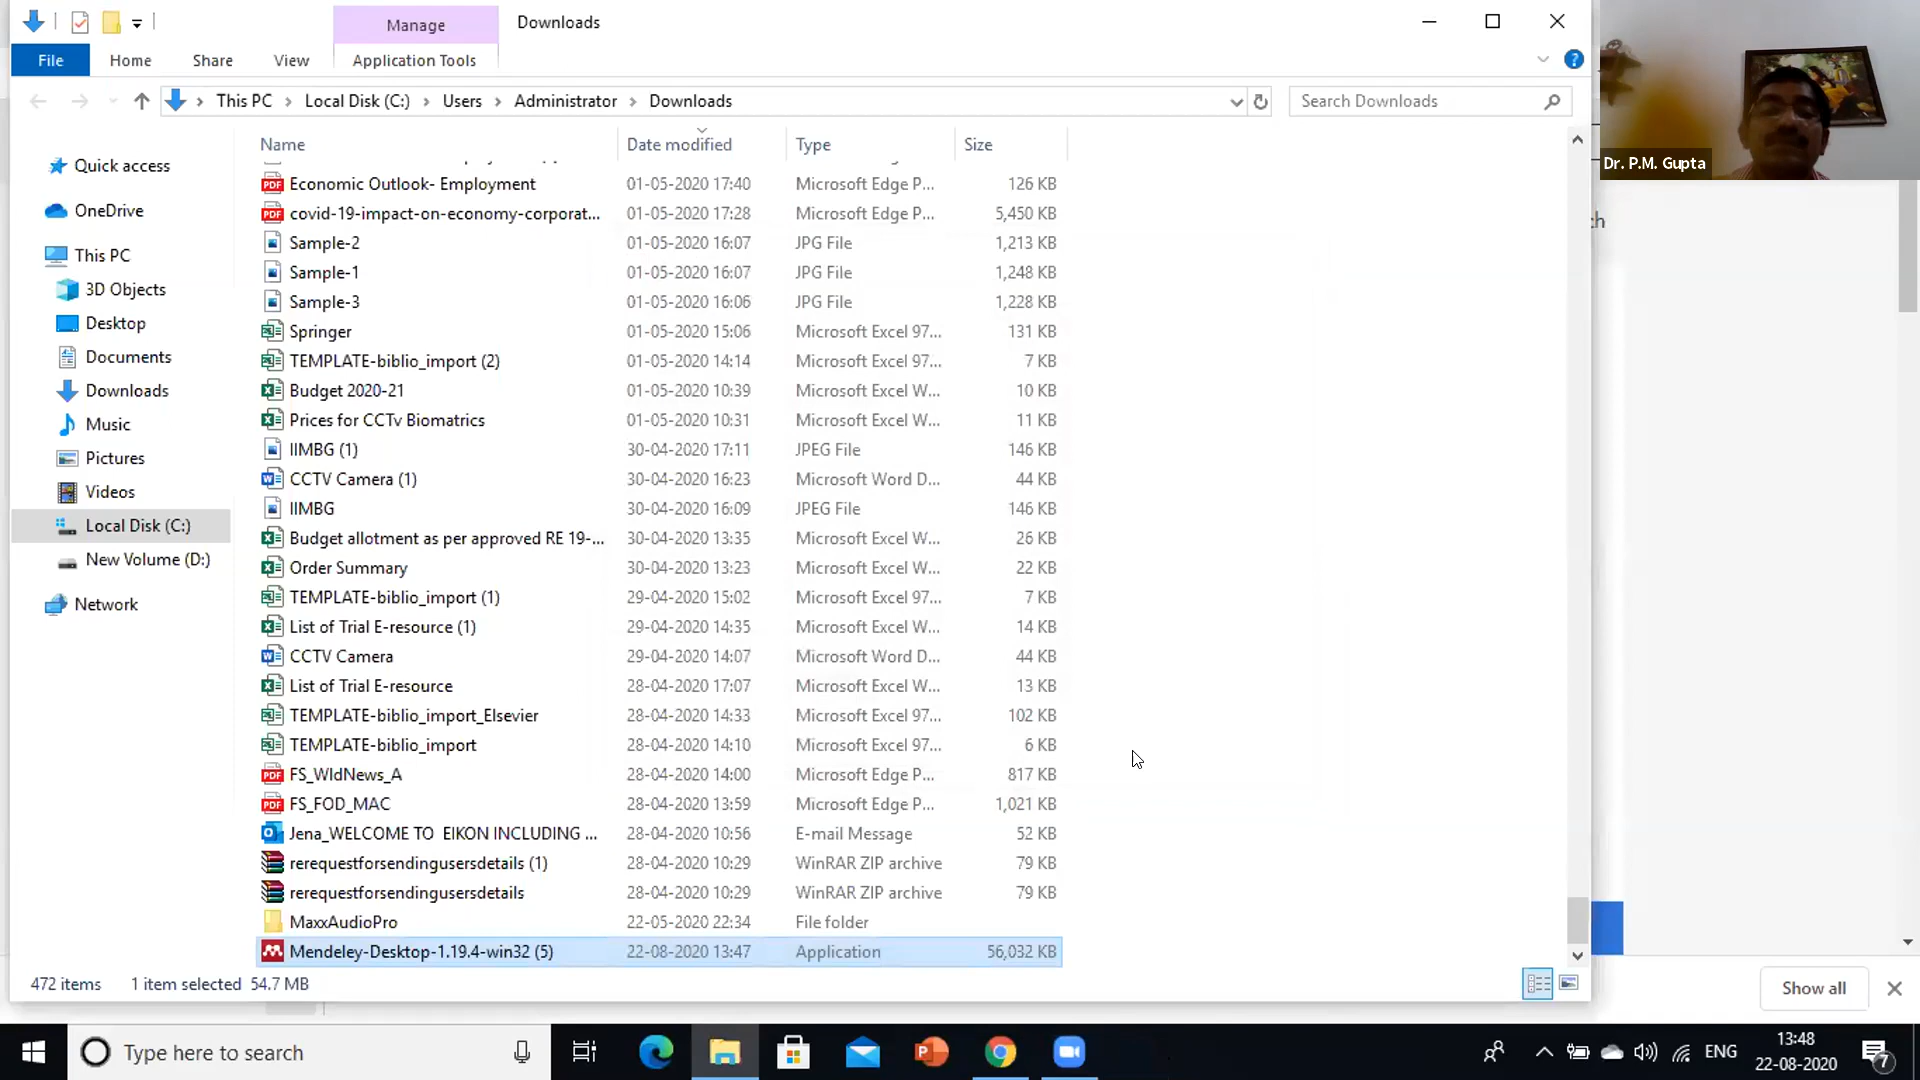 Manage
Downloads
File
Home
Share
View
Application Tools
This PC
Local Disk (C:)
Users
Administrator
Downloads
Search Downloads
Name
Date modified
Type
Size
Economic Outlook- Employment 01-05-2020 17:40 Microsoft Edge P... 126 KB
covid-19-impact-on-economy-corporat... 01-05-2020 17:28 Microsoft Edge P... 5,450 KB
Sample-2 01-05-2020 16:07 JPG File 1,213 KB
Sample-1 01-05-2020 16:07 JPG File 1,248 KB
Sample-3 01-05-2020 16:06 JPG File 1,228 KB
Springer 01-05-2020 15:06 Microsoft Excel 97... 131 KB
TEMPLATE-biblio_import (2) 01-05-2020 14:14 Microsoft Excel 97... 7 KB
Budget 2020-21 01-05-2020 10:39 Microsoft Excel W... 10 KB
Prices for CCTv Biomatrics 01-05-2020 10:31 Microsoft Excel W... 11 KB
IIMBG (1) 30-04-2020 17:11 JPEG File 146 KB
CCTV Camera (1) 30-04-2020 16:23 Microsoft Word D... 44 KB
IIMBG 30-04-2020 16:09 JPEG File 146 KB
Budget allotment as per approved RE 19-... 30-04-2020 13:35 Microsoft Excel W... 26 KB
Order Summary 30-04-2020 13:23 Microsoft Excel W... 22 KB
TEMPLATE-biblio_import (1) 29-04-2020 15:02 Microsoft Excel 97... 7 KB
List of Trial E-resource (1) 29-04-2020 14:35 Microsoft Excel W... 14 KB
CCTV Camera 29-04-2020 14:07 Microsoft Word D... 44 KB
List of Trial E-resource 28-04-2020 17:07 Microsoft Excel W... 13 KB
TEMPLATE-biblio_import_Elsevier 28-04-2020 14:33 Microsoft Excel 97... 102 KB
TEMPLATE-biblio_import 28-04-2020 14:10 Microsoft Excel 97... 6 KB
FS_WldNews_A 28-04-2020 14:00 Microsoft Edge P... 817 KB
FS_FOD_MAC 28-04-2020 13:59 Microsoft Edge P... 1,021 KB
Jena_WELCOME TO EIKON INCLUDING ... 28-04-2020 10:56 E-mail Message 52 KB
rerequestforsendingusersdetails (1) 28-04-2020 10:29 WinRAR ZIP archive 79 KB
rerequestforsendingusersdetails 28-04-2020 10:29 WinRAR ZIP archive 79 KB
MaxxAudioPro 22-05-2020 22:34 File folder
Mendeley-Desktop-1.19.4-win32 (5) 22-08-2020 13:47 Application 56,032 KB
Quick access
OneDrive
This PC
3D Objects
Desktop
Documents
Downloads
Music
Pictures
Videos
Local Disk (C:)
New Volume (D:)
Network
472 items
1 item selected 54.7 MB
Dr. P.M. Gupta
ch
Show all
Type here to search
ENG
13:48
22-08-2020
7